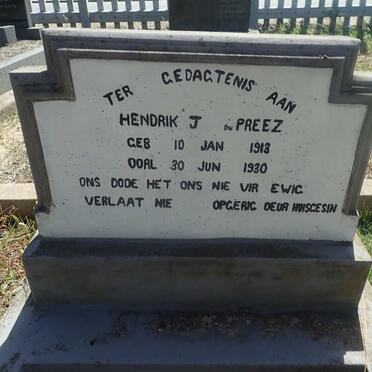 TER GEDAGTENIS AAN
HENDRIK J DU PREEZ
GEB 10 JAN 1913
OORL 30 JUN 1930
ONS DODE HET ONS NIE VIR EWIG
VERLAAT NIE OPGERIG DEUR HUISGESIN